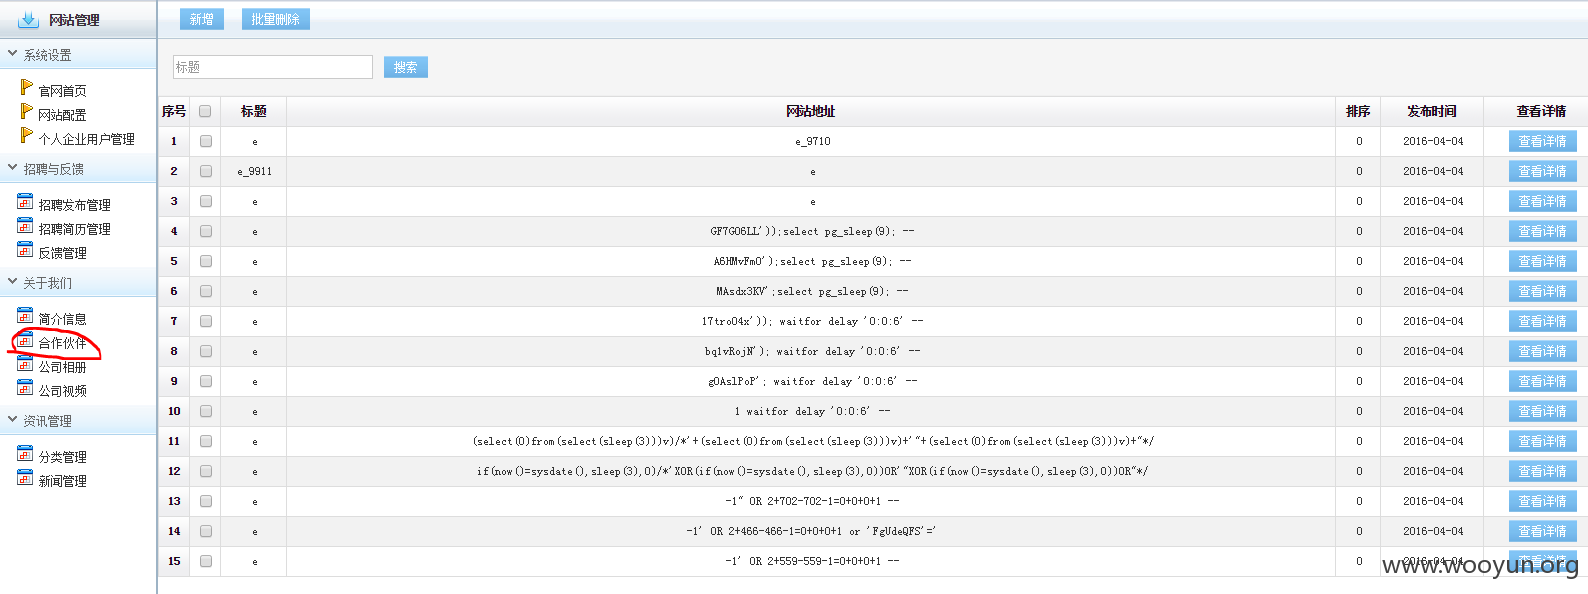 网站管理
系统设置
官网首页
网站配置
个人企业用户管理
招聘与反馈
招聘发布管理
招聘简历管理
反馈管理
关于我们
简介信息
合作伙伴
公司相册
公司视频
资讯管理
分类管理
新闻管理
新增 批量删除
标题 搜索
序号 标题 网站地址 排序 发布时间 查看详情
1 e e_9710 0 2016-04-04 查看详情
2 e_9911 e 0 2016-04-04 查看详情
3 e e 0 2016-04-04 查看详情
4 e GF7GO6LL'));select pg_sleep(9); -- 0 2016-04-04 查看详情
5 e A6HMvFmO');select pg_sleep(9); -- 0 2016-04-04 查看详情
6 e MAsdx3KV';select pg_sleep(9); -- 0 2016-04-04 查看详情
7 e 17troO4x')); waitfor delay '0:0:6' -- 0 2016-04-04 查看详情
8 e bq1vRojN'); waitfor delay '0:0:6' -- 0 2016-04-04 查看详情
9 e gOAslPoP'; waitfor delay '0:0:6' -- 0 2016-04-04 查看详情
10 e 1 waitfor delay '0:0:6' -- 0 2016-04-04 查看详情
11 e (select(0)from(select(sleep(3)))v)/*'+(select(0)from(select(sleep(3)))v)+'"+(select(0)from(select(sleep(3)))v)+"*/ 0 2016-04-04 查看详情
12 e if(now()=sysdate(),sleep(3),0)/*'XOR(if(now()=sysdate(),sleep(3),0))OR'"XOR(if(now()=sysdate(),sleep(3),0))OR"*/ 0 2016-04-04 查看详情
13 e -1" OR 2+702-702-1=0+0+0+1 -- 0 2016-04-04 查看详情
14 e -1' OR 2+466-466-1=0+0+0+1 or 'FgUdeQFS'=' 0 2016-04-04 查看详情
15 e -1' OR 2+559-559-1=0+0+0+1 -- 0 2016-04-04 查看详情
www.wooyun.org